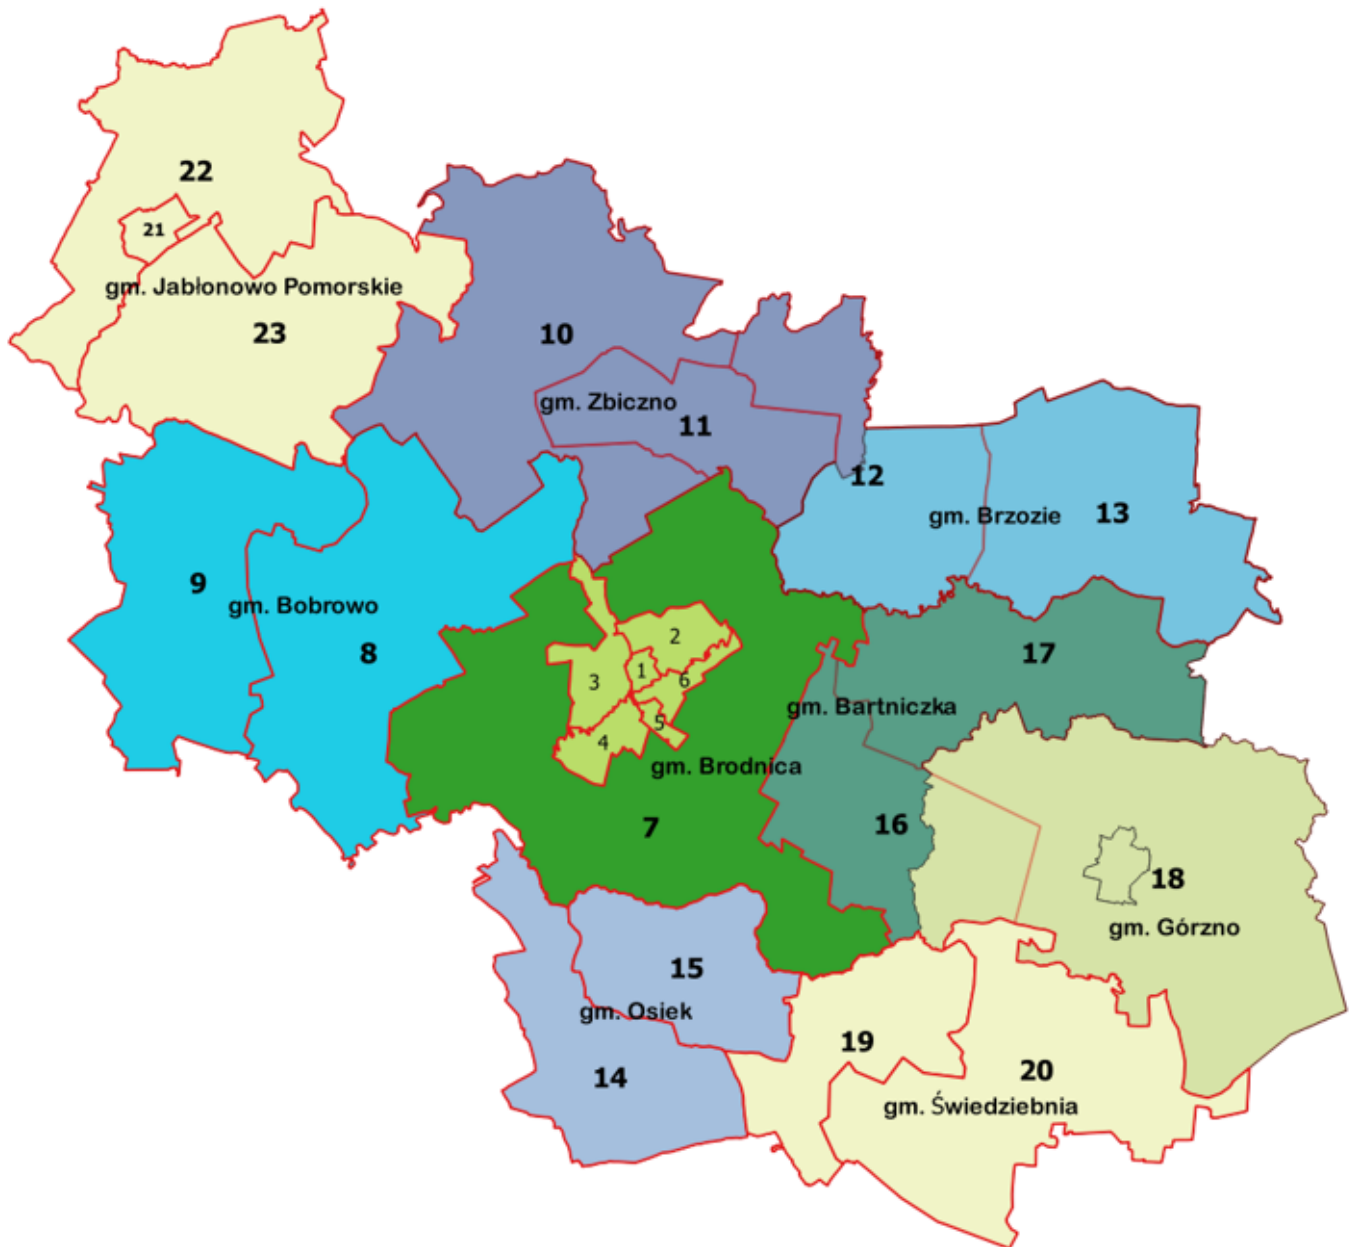 22
21
gm. Jabłonowo Pomorskie
23
10
gm. Zbiczno
11
12
gm. Brzozie
13
9
gm. Bobrowo
8
2
1
3
6
5
4
17
gm. Bartniczka
gm. Brodnica
7
16
18
gm. Górzno
15
gm. Osiek
14
19
20
gm. Świedziebnia